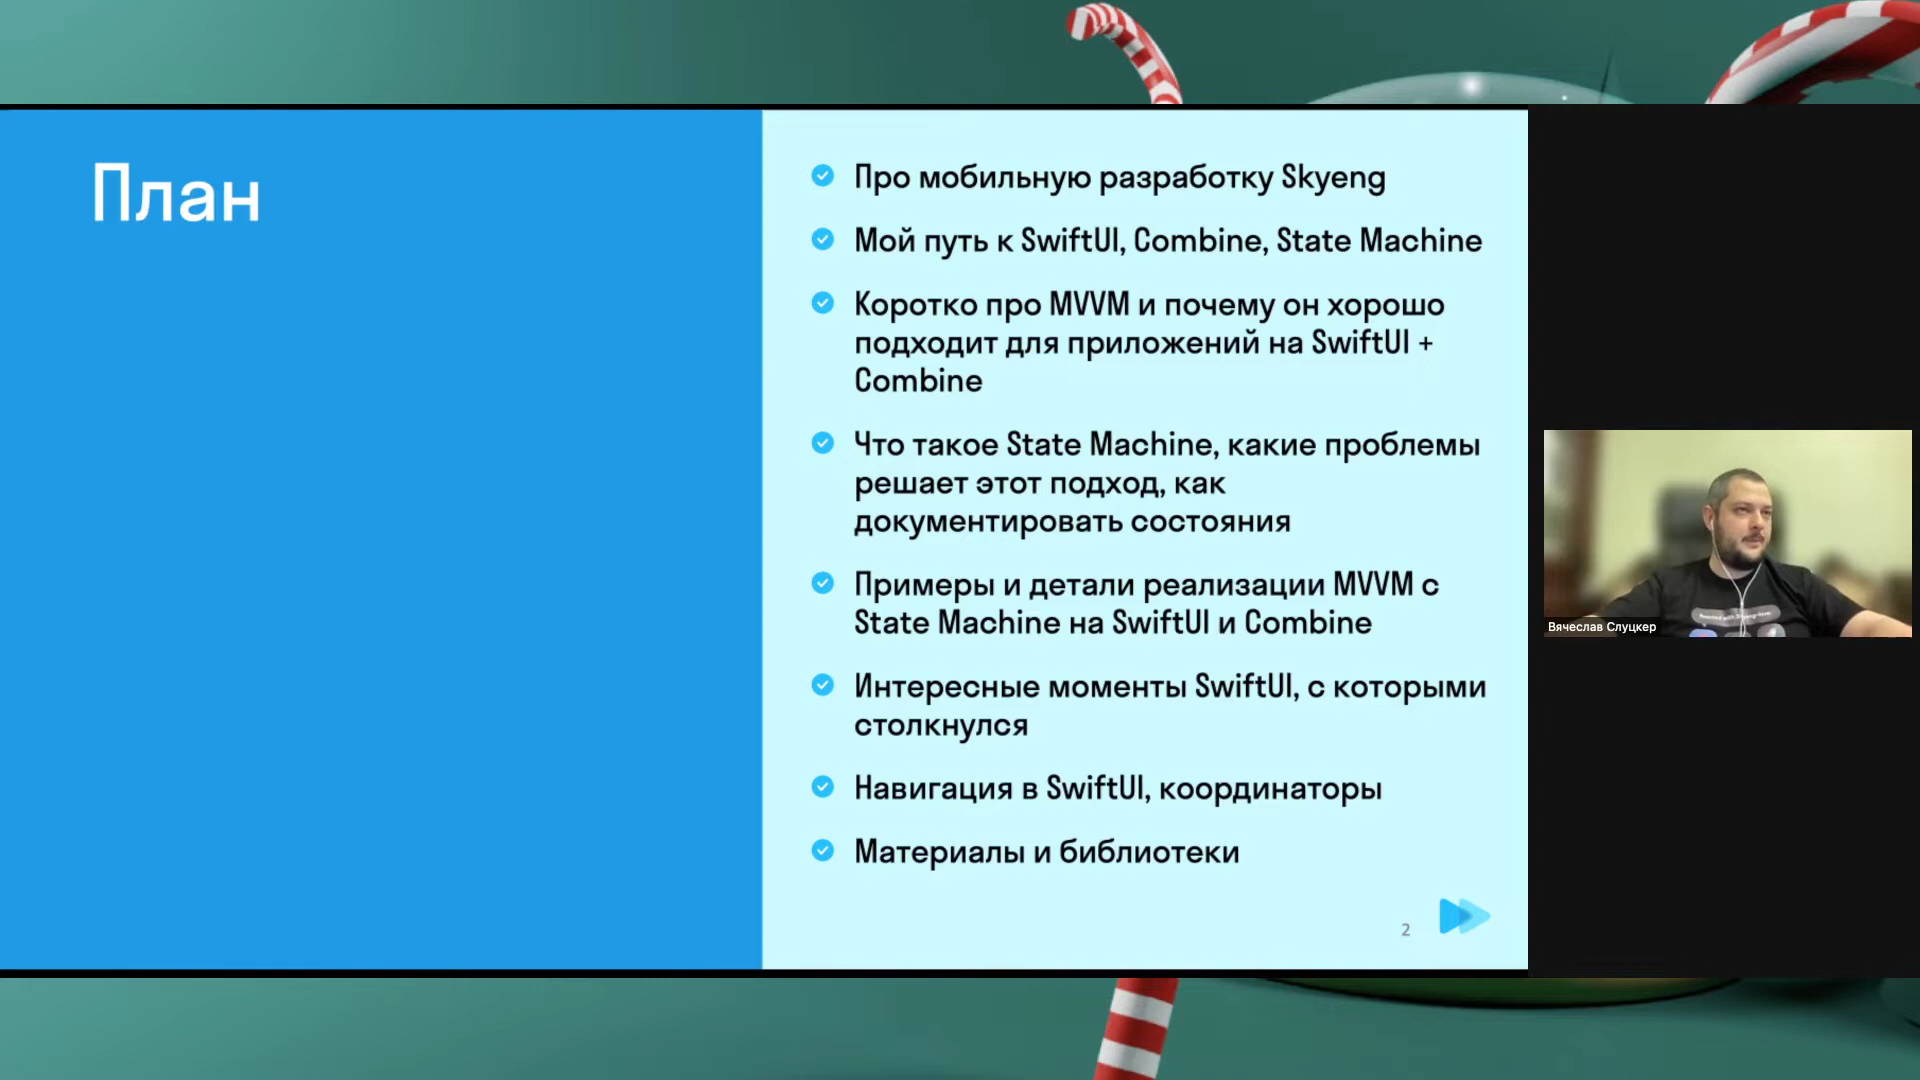 План
Про мобильную разработку Skyeng
Мой путь к SwiftUI, Combine, State Machine
Коротко про MVVM и почему он хорошо
подходит для приложений на SwiftUI +
Combine
Что такое State Machine, какие проблемы
решает этот подход, как
документировать состояния
Примеры и детали реализации MVVM с
State Machine на SwiftUI и Combine
Интересные моменты SwiftUI, с которыми
столкнулся
Навигация в SwiftUI, координаторы
Материалы и библиотеки
2
Вячеслав Слуцкер